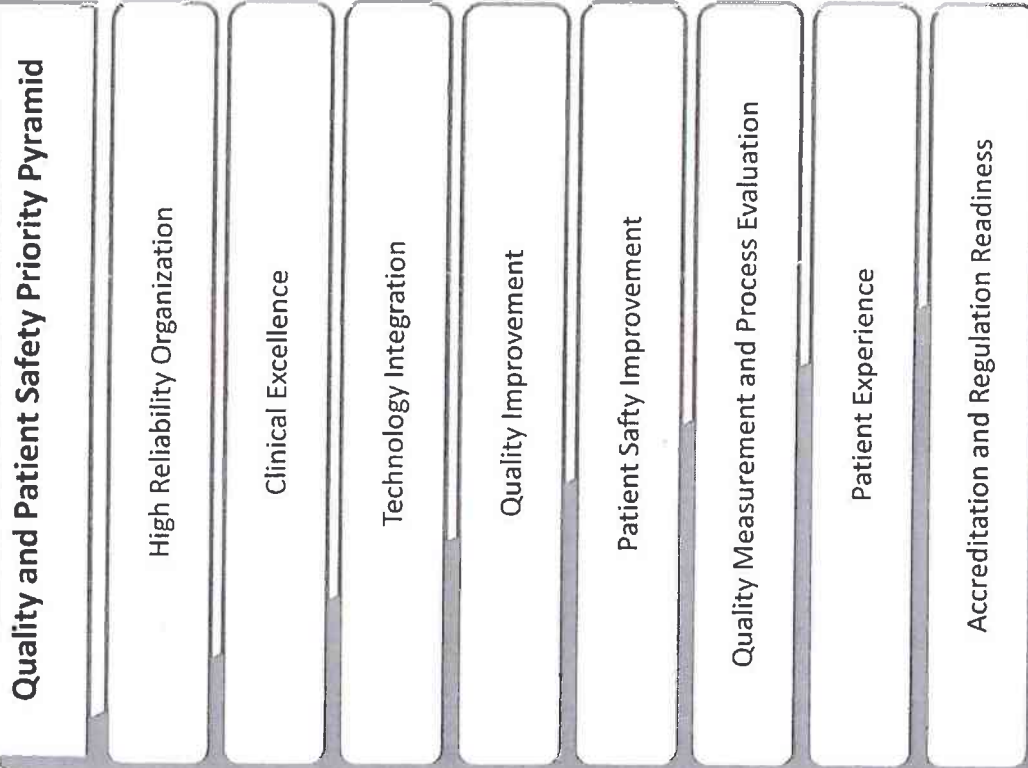 Quality and Patient Safety Priority Pyramid
High Reliability Organization
Clinical Excellence
Technology Integration
Quality Improvement
Patient Safty Improvement
Quality Measurement and Process Evaluation
Patient Experience
Accreditation and Regulation Readiness